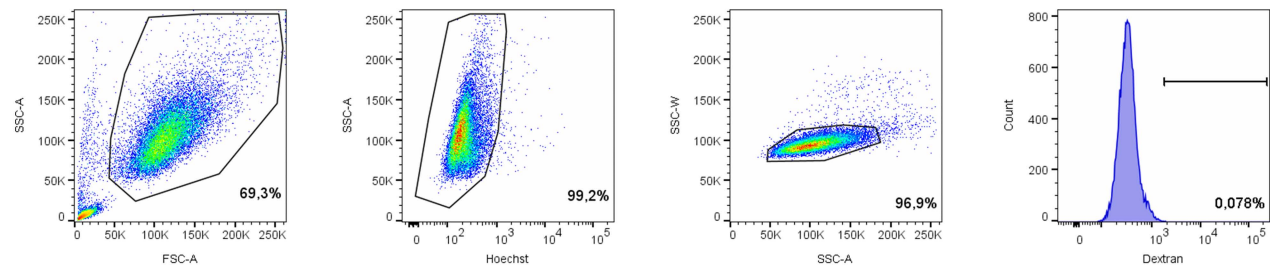 250K
200K
150K
100K
50K
0
SSC-A
0 50K 100K 150K 200K 250K
FSC-A
69,3%
250K
200K
150K
100K
50K
0
SSC-A
0 10^2 10^3 10^4 10^5
Hoechst
99,2%
250K
200K
150K
100K
50K
0
SSC-W
0 50K 100K 150K 200K 250K
SSC-A
96,9%
800
600
400
200
0
Count
0 10^3 10^4 10^5
Dextran
0,078%